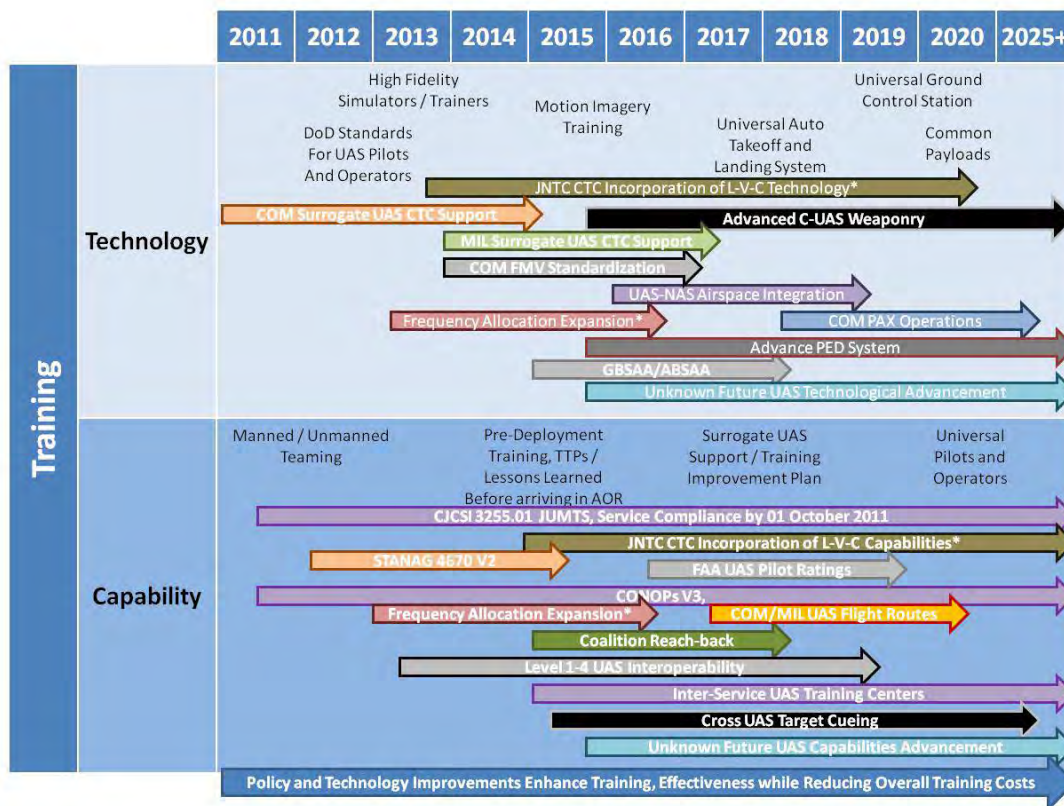 2011 2012 2013 2014 2015 2016 2017 2018 2019 2020 2025+
Training
Technology
High Fidelity
Simulators / Trainers
Universal Ground
Control Station
Motion Imagery
Training
DoD Standards
For UAS Pilots
And Operators
Universal Auto
Takeoff and
Landing System
Common
Payloads
JNTC CTC Incorporation of L-V-C Technology*
COM Surrogate UAS CTC Support
Advanced C-UAS Weaponry
MIL Surrogate UAS CTC Support
COM FMV Standardization
UAS-NAS Airspace Integration
Frequency Allocation Expansion*
COM PAX Operations
Advance PED System
GBSAA/ABSAA
Unknown Future UAS Technological Advancement
Capability
Manned / Unmanned
Teaming
Pre-Deployment
Training, TTPs /
Lessons Learned
Before arriving in AOR
Surrogate UAS
Support / Training
Improvement Plan
Universal
Pilots and
Operators
CJCSI 3255.01 JUMTS, Service Compliance by 01 October 2011
JNTC CTC Incorporation of L-V-C Capabilities*
STANAG 4670 V2
FAA UAS Pilot Ratings
CONOPs V3,
Frequency Allocation Expansion*
COM/MIL UAS Flight Routes
Coalition Reach-back
Level 1-4 UAS Interoperability
Inter-Service UAS Training Centers
Cross UAS Target Cueing
Unknown Future UAS Capabilities Advancement
Policy and Technology Improvements Enhance Training, Effectiveness while Reducing Overall Training Costs